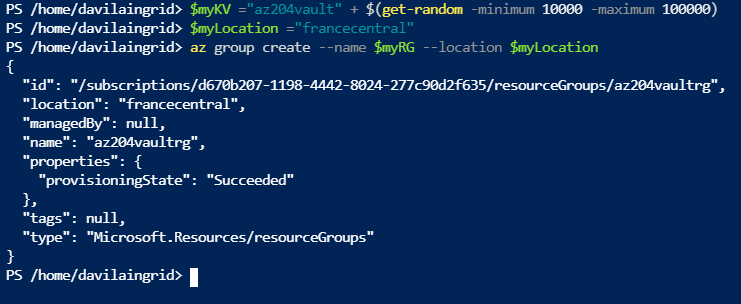 PS /home/davilaingrid> $myKV ="az204vault" + $(get-random -minimum 10000 -maximum 100000)
PS /home/davilaingrid> $myLocation ="francecentral"
PS /home/davilaingrid> az group create --name $myRG --location $myLocation
{
  "id": "/subscriptions/d670b207-1198-4442-8024-277c90d2f635/resourceGroups/az204vaultrg",
  "location": "francecentral",
  "managedBy": null,
  "name": "az204vaultrg",
  "properties": {
    "provisioningState": "Succeeded"
  },
  "tags": null,
  "type": "Microsoft.Resources/resourceGroups"
}
PS /home/davilaingrid>